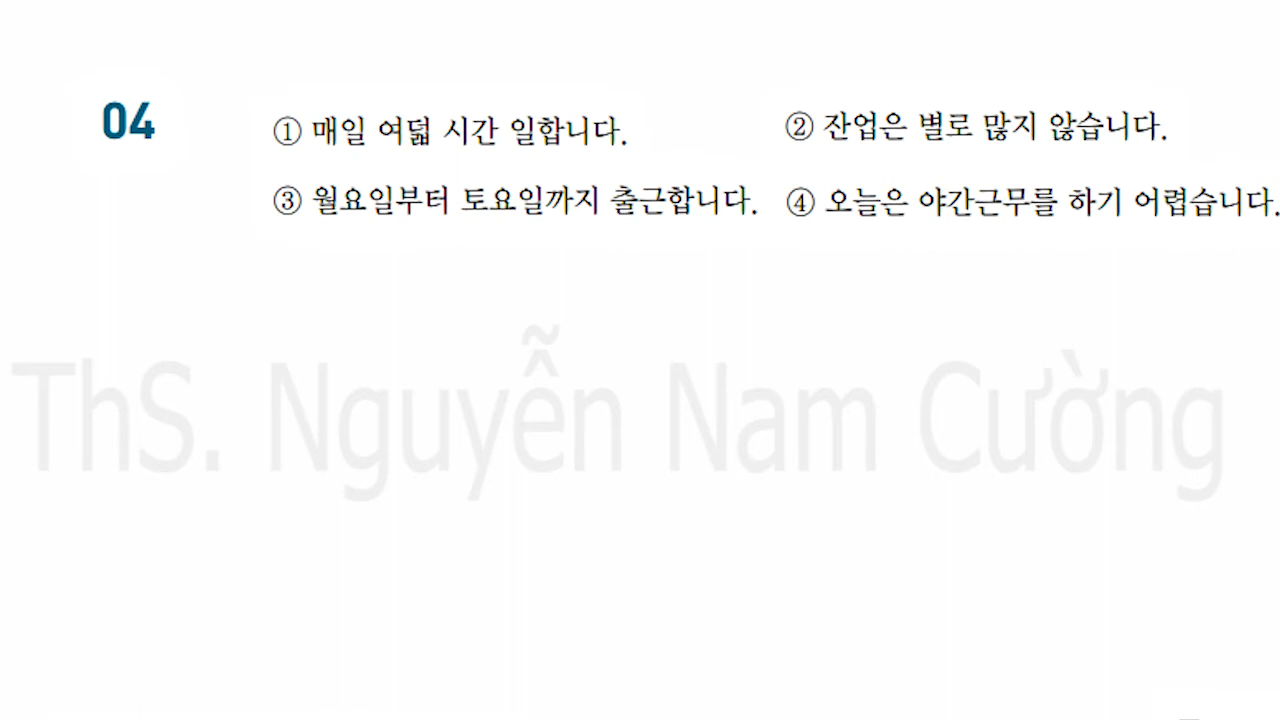 04
① 매일 여덟 시간 일합니다.
② 잔업은 별로 많지 않습니다.
③ 월요일부터 토요일까지 출근합니다.
④ 오늘은 야간근무를 하기 어렵습니다.
ThS. Nguyễn Nam Cường